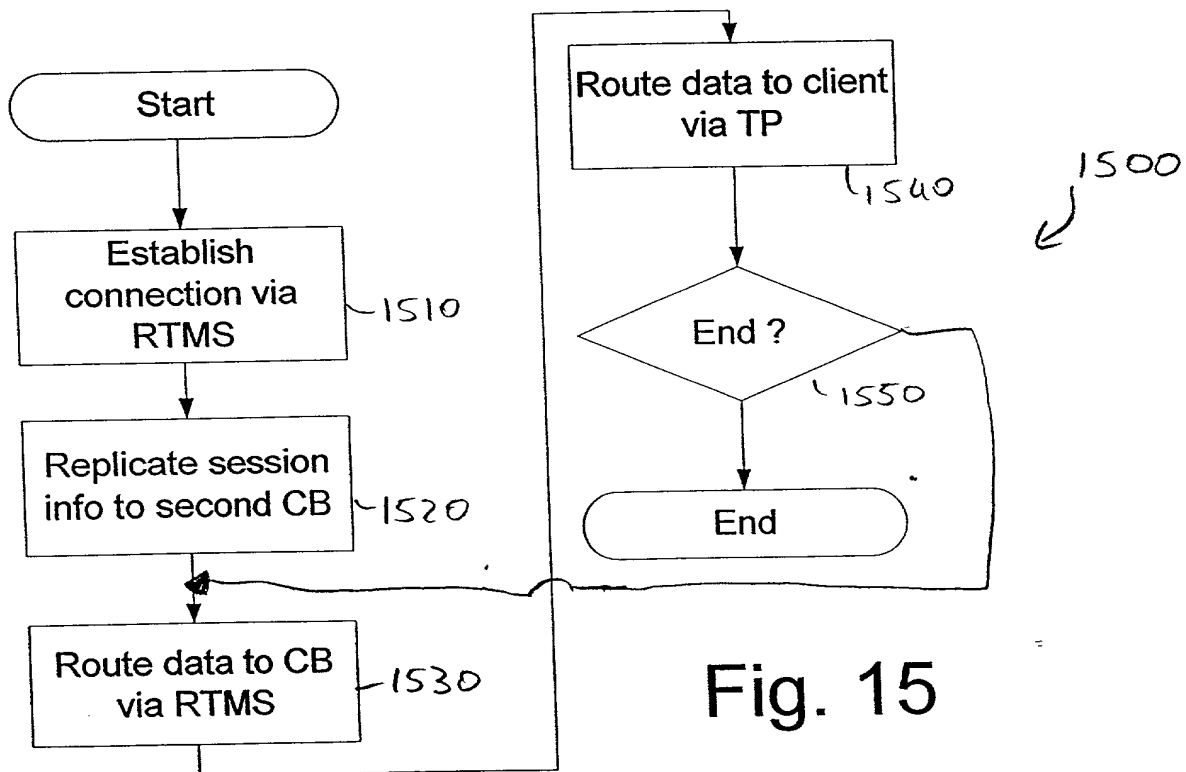 Start
Establish
connection via
RTMS
1510
Replicate session
info to second CB
1520
Route data to CB
via RTMS
1530
Route data to client
via TP
1540
1500
End ?
1550
End
Fig. 15